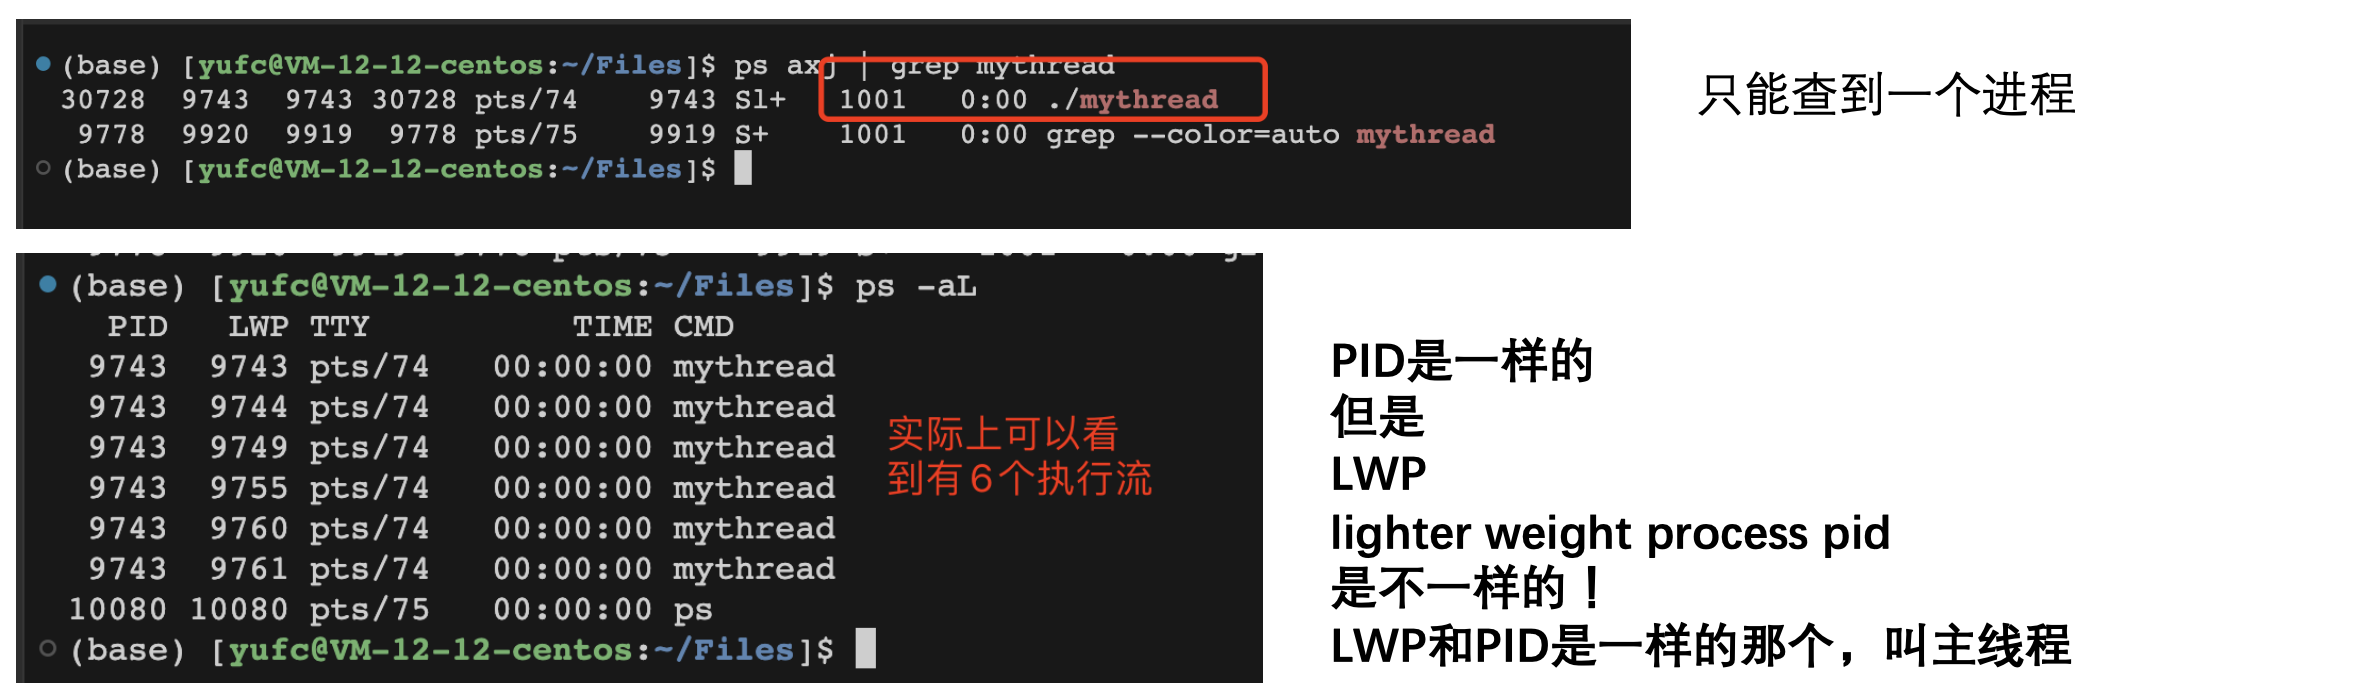 (base) [yufc@VM-12-12-centos:~/Files]$ ps axj | grep mythread
30728 9743 9743 30728 pts/74 9743 Sl+ 1001 0:00 ./mythread
9778 9920 9919 9778 pts/75 9919 S+ 1001 0:00 grep --color=auto mythread
(base) [yufc@VM-12-12-centos:~/Files]$
只能查到一个进程
(base) [yufc@VM-12-12-centos:~/Files]$ ps -aL
PID LWP TTY TIME CMD
9743 9743 pts/74 00:00:00 mythread
9743 9744 pts/74 00:00:00 mythread
9743 9749 pts/74 00:00:00 mythread
9743 9755 pts/74 00:00:00 mythread
9743 9760 pts/74 00:00:00 mythread
9743 9761 pts/74 00:00:00 mythread
10080 10080 pts/75 00:00:00 ps
(base) [yufc@VM-12-12-centos:~/Files]$
实际上可以看
到有6个执行流
PID是一样的
但是
LWP
lighter weight process pid
是不一样的！
LWP和PID是一样的那个，叫主线程